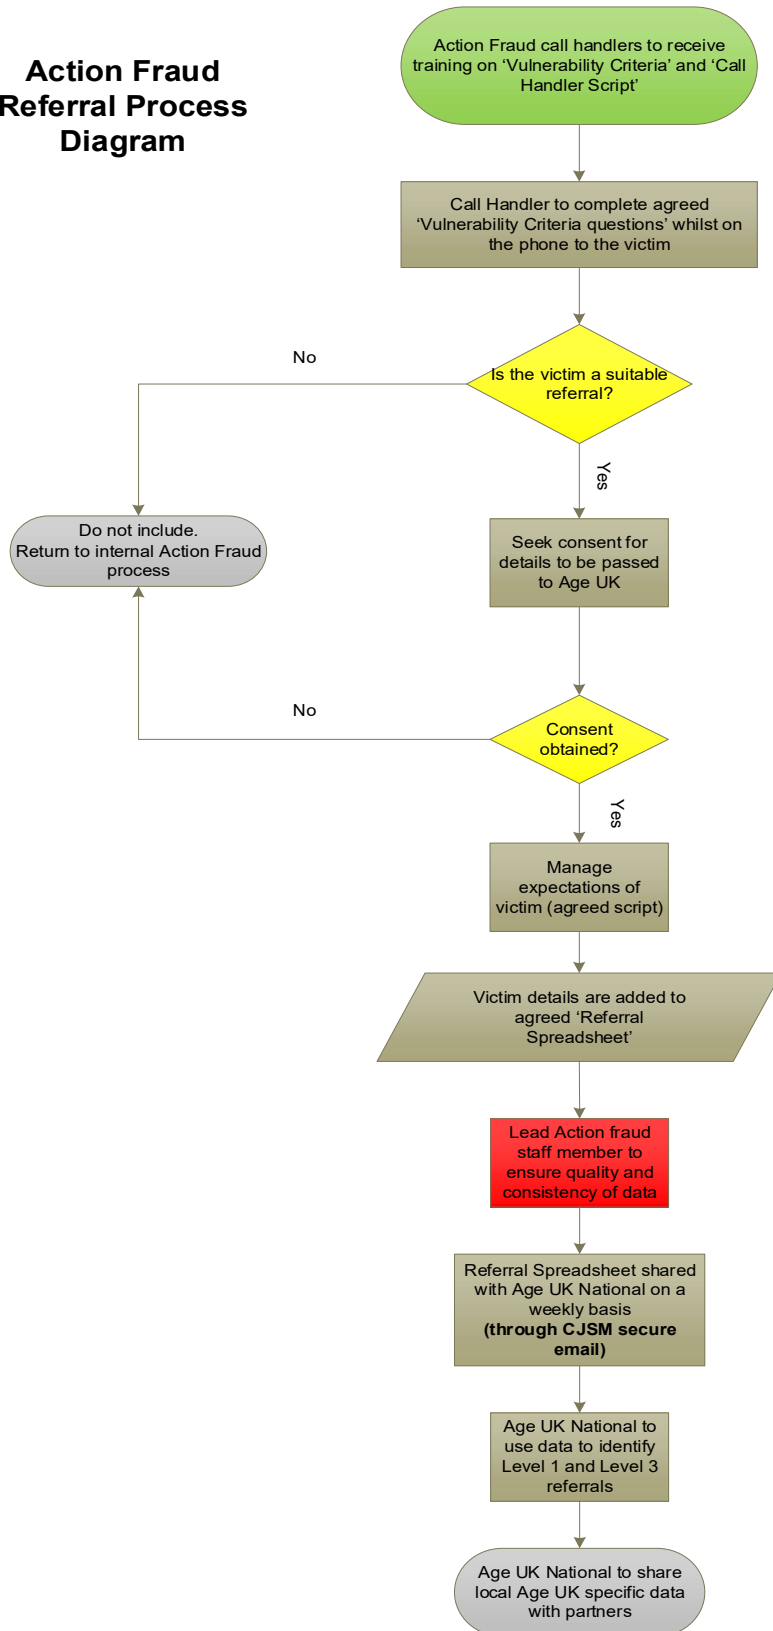 Action Fraud
Referral Process
Diagram
Action Fraud call handlers to receive
training on ‘Vulnerability Criteria’ and ‘Call
Handler Script’
Call Handler to complete agreed
‘Vulnerability Criteria questions’ whilst on
the phone to the victim
No
Is the victim a suitable
referral?
Yes
Do not include.
Return to internal Action Fraud
process
Seek consent for
details to be passed
to Age UK
No
Consent
obtained?
Yes
Manage
expectations of
victim (agreed script)
Victim details are added to
agreed ‘Referral
Spreadsheet’
Lead Action fraud
staff member to
ensure quality and
consistency of data
Referral Spreadsheet shared
with Age UK National on a
weekly basis
(through CJSM secure
email)
Age UK National to
use data to identify
Level 1 and Level 3
referrals
Age UK National to share
local Age UK specific data
with partners